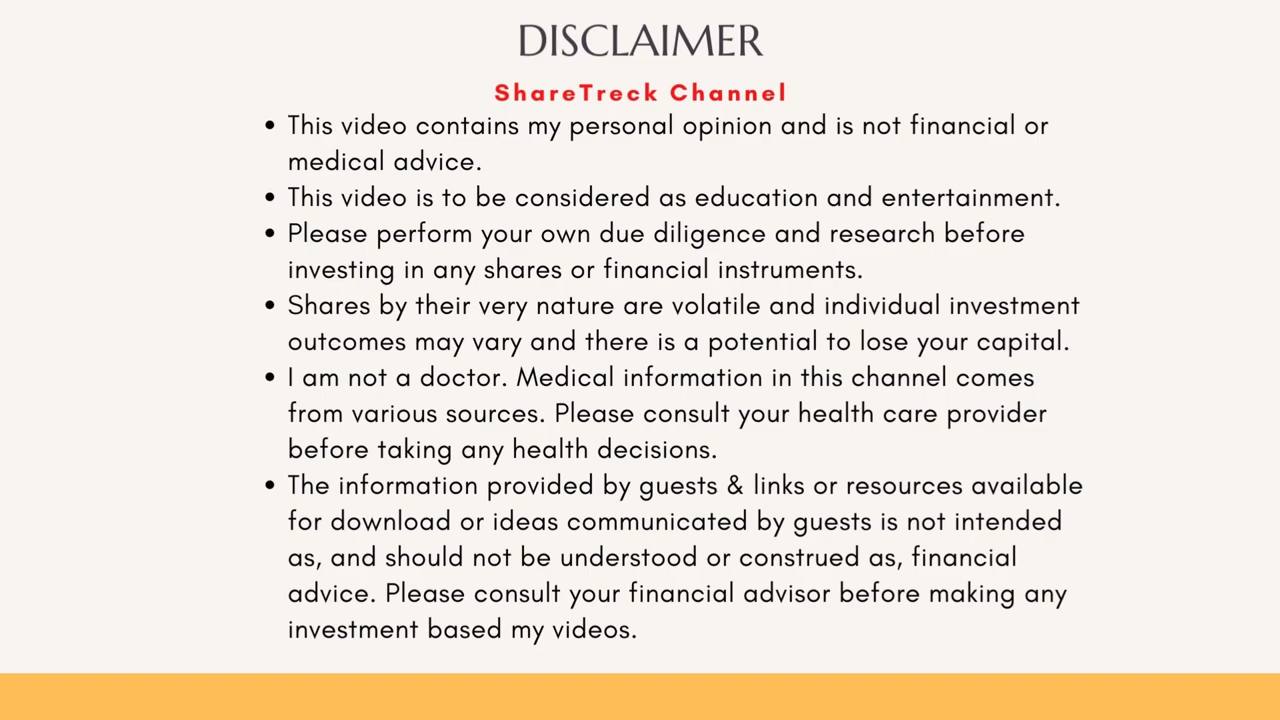 DISCLAIMER
ShareTreck Channel
• This video contains my personal opinion and is not financial or
medical advice.
• This video is to be considered as education and entertainment.
• Please perform your own due diligence and research before
investing in any shares or financial instruments.
• Shares by their very nature are volatile and individual investment
outcomes may vary and there is a potential to lose your capital.
• I am not a doctor. Medical information in this channel comes
from various sources. Please consult your health care provider
before taking any health decisions.
• The information provided by guests & links or resources available
for download or ideas communicated by guests is not intended
as, and should not be understood or construed as, financial
advice. Please consult your financial advisor before making any
investment based my videos.